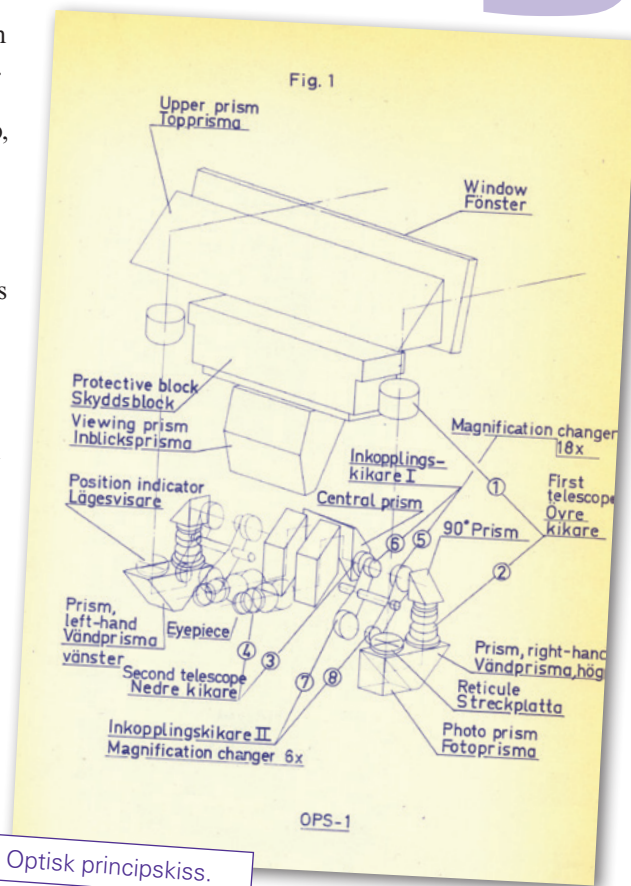 Fig. 1
Upper prism
Topprisma
Window
Fönster
Protective block
Skyddsblock
Viewing prism
Inblicksprisma
Magnification changer
18x
Inkopplings-
kikare I
Position indicator
Lägesvisare
Central prism
First
telescope
Övre
kikare
90° Prism
1
2
3
4
5
6
7
8
Prism,
left-hand
Vändprisma
vänster
Eyepiece
Second telescope
Nedre kikare
Prism, right-hand
Vändprisma, hög
Reticule
Streckplatta
Photo prism
Fotoprisma
Inkopplingskikare II
Magnification changer 6x
OPS-1
Optisk principskiss.